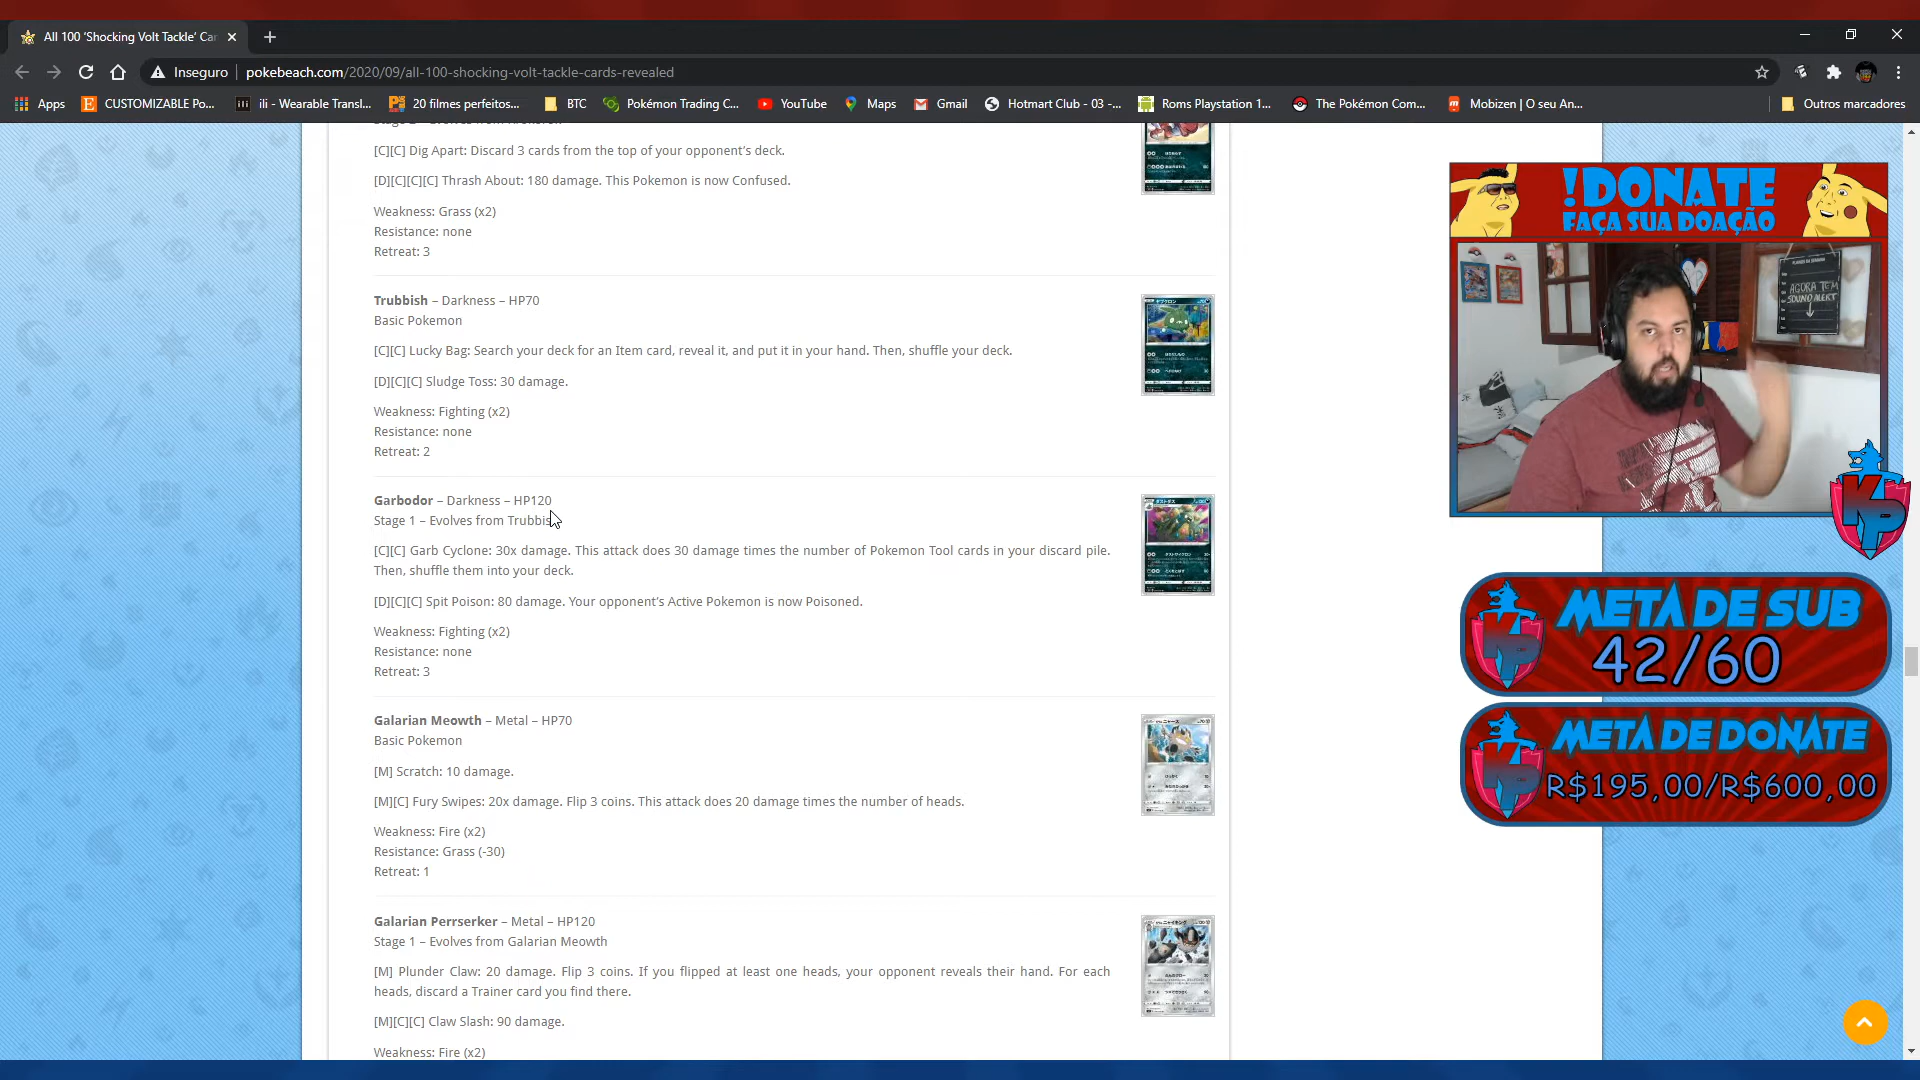 All 100 'Shocking Volt Tackle' Car
Inseguro
pokebeach.com/2020/09/all-100-shocking-volt-tackle-cards-revealed
Apps
CUSTOMIZABLE Po...
ili - Wearable Transl...
20 filmes perfeitos...
BTC
Pokémon Trading C...
YouTube
Maps
Gmail
Hotmart Club - 03 -...
Roms Playstation 1...
The Pokémon Com...
Mobizen | O seu An...
Outros marcadores
[C][C] Dig Apart: Discard 3 cards from the top of your opponent's deck.
[D][C][C][C] Thrash About: 180 damage. This Pokemon is now Confused.
Weakness: Grass (x2)
Resistance: none
Retreat: 3
Trubbish – Darkness – HP70
Basic Pokemon
[C][C] Lucky Bag: Search your deck for an Item card, reveal it, and put it in your hand. Then, shuffle your deck.
[D][C][C] Sludge Toss: 30 damage.
Weakness: Fighting (x2)
Resistance: none
Retreat: 2
Garbodor – Darkness – HP120
Stage 1 – Evolves from Trubbish
[C][C] Garb Cyclone: 30x damage. This attack does 30 damage times the number of Pokemon Tool cards in your discard pile.
Then, shuffle them into your deck.
[D][C][C] Spit Poison: 80 damage. Your opponent's Active Pokemon is now Poisoned.
Weakness: Fighting (x2)
Resistance: none
Retreat: 3
Galarian Meowth – Metal – HP70
Basic Pokemon
[M] Scratch: 10 damage.
[M][C] Fury Swipes: 20x damage. Flip 3 coins. This attack does 20 damage times the number of heads.
Weakness: Fire (x2)
Resistance: Grass (-30)
Retreat: 1
Galarian Perrserker – Metal – HP120
Stage 1 – Evolves from Galarian Meowth
[M] Plunder Claw: 20 damage. Flip 3 coins. If you flipped at least one heads, your opponent reveals their hand. For each
heads, discard a Trainer card you find there.
[M][C][C] Claw Slash: 90 damage.
Weakness: Fire (x2)
!DONATE
FAÇA SUA DOAÇÃO
AGORA TEM
SOUND ALERT
KP
META DE SUB
42/60
KP
META DE DONATE
R$195,00/R$600,00
KP